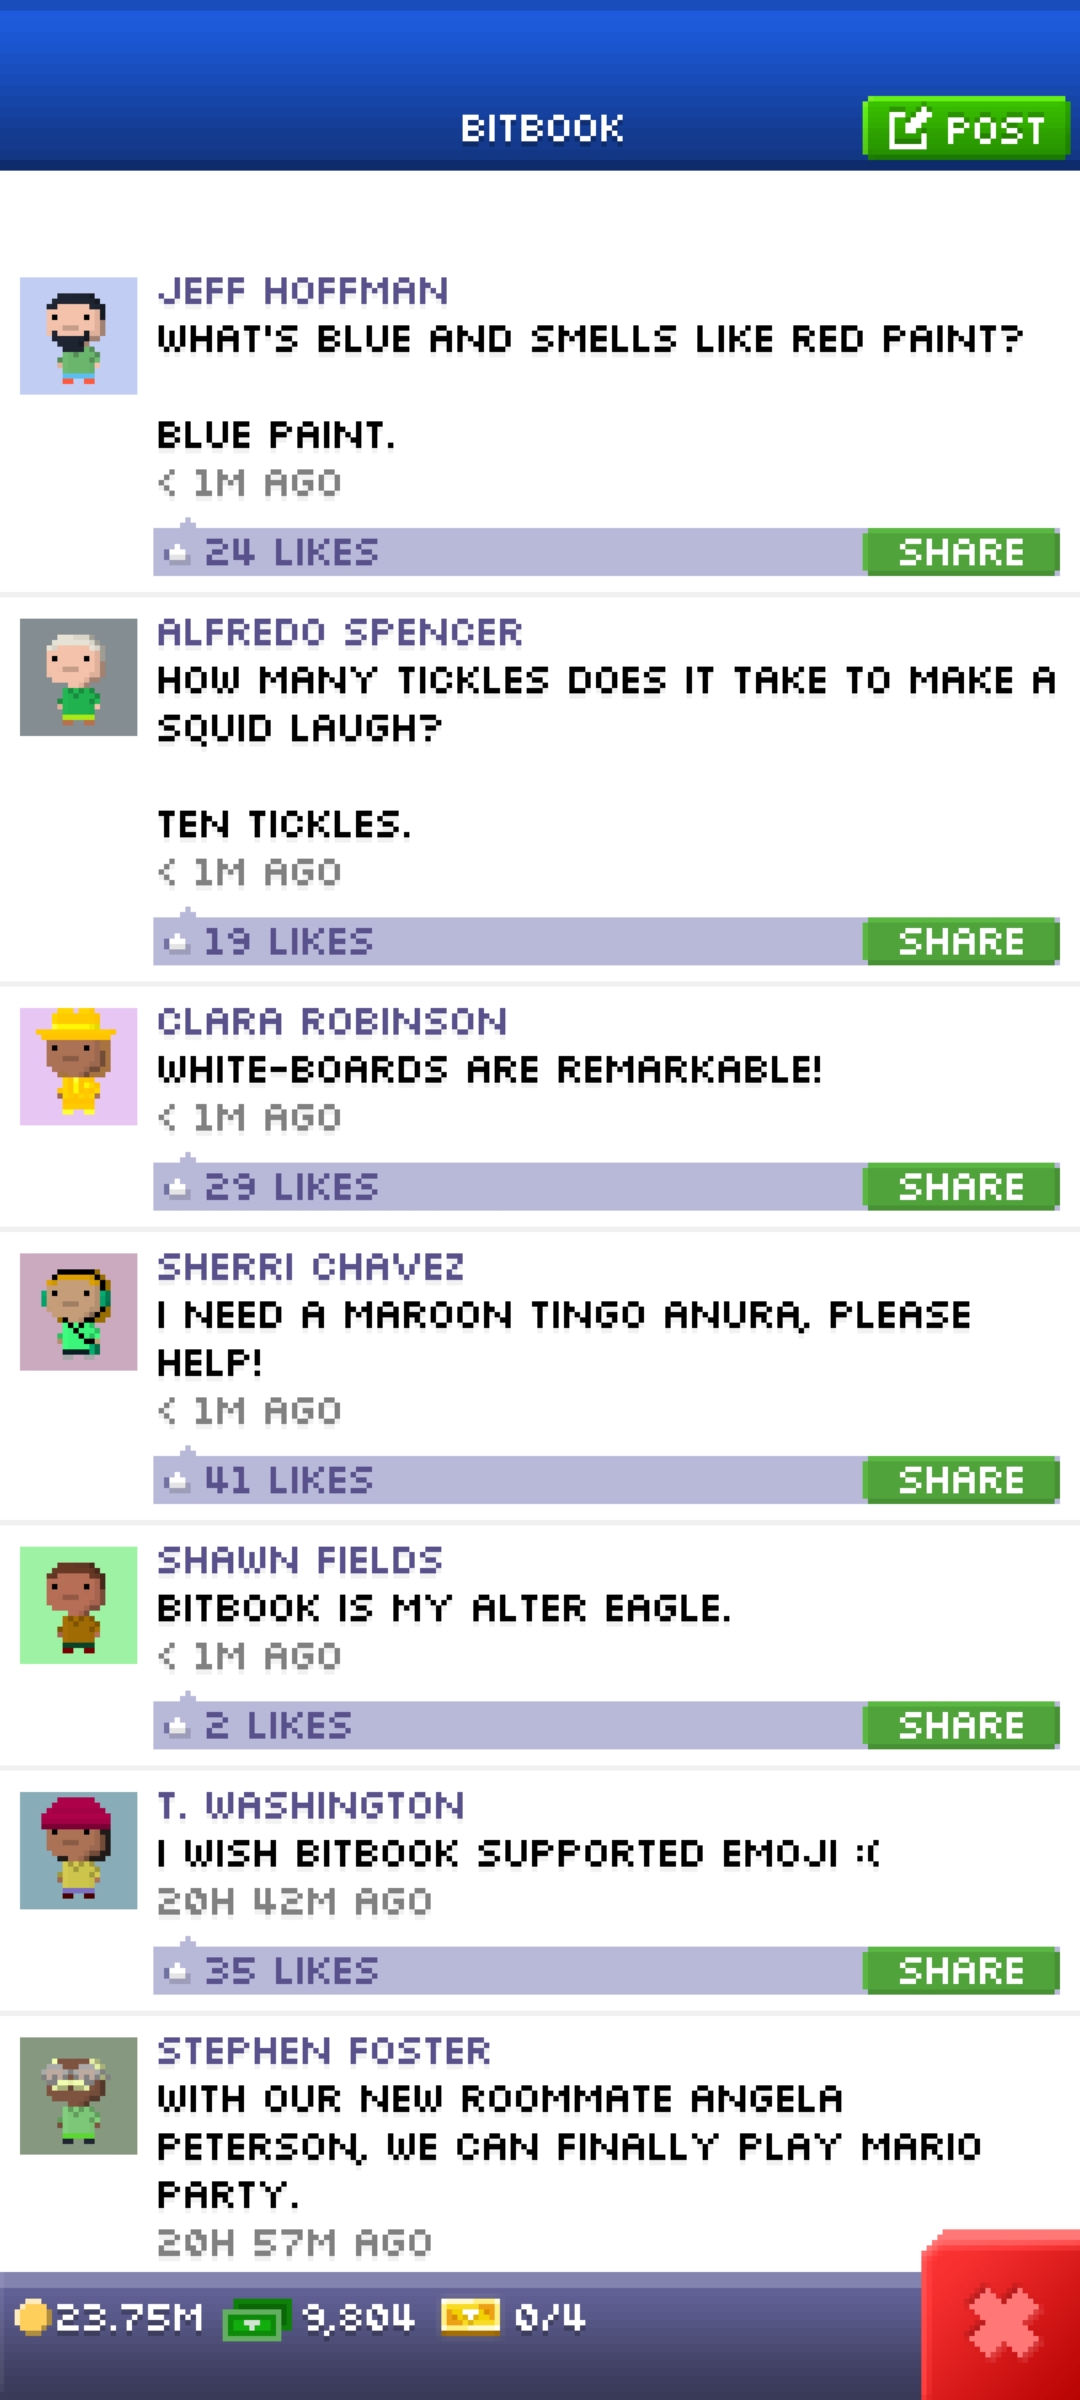 BITBOOK
POST
JEFF HOFFMAN
WHAT'S BLUE AND SMELLS LIKE RED PAINT?
BLUE PAINT.
< 1M AGO
24 LIKES
SHARE
ALFREDO SPENCER
HOW MANY TICKLES DOES IT TAKE TO MAKE A
SQUID LAUGH?
TEN TICKLES.
< 1M AGO
19 LIKES
SHARE
CLARA ROBINSON
WHITE-BOARDS ARE REMARKABLE!
< 1M AGO
29 LIKES
SHARE
SHERRI CHAVEZ
I NEED A MAROON TINGO ANURA, PLEASE
HELP!
< 1M AGO
41 LIKES
SHARE
SHAWN FIELDS
BITBOOK IS MY ALTER EAGLE.
< 1M AGO
2 LIKES
SHARE
T. WASHINGTON
I WISH BITBOOK SUPPORTED EMOJI :(
20H 42M AGO
35 LIKES
SHARE
STEPHEN FOSTER
WITH OUR NEW ROOMMATE ANGELA
PETERSON, WE CAN FINALLY PLAY MARIO
PARTY.
20H 57M AGO
23.75M 9,804 0/4